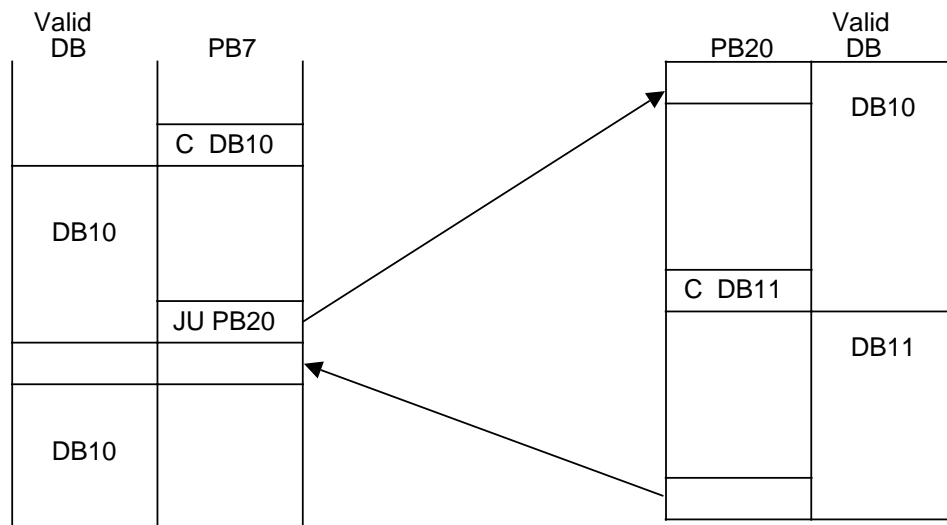 Valid
DB
PB7
C DB10
DB10
JU PB20
DB10
PB20
Valid
DB
DB10
C DB11
DB11